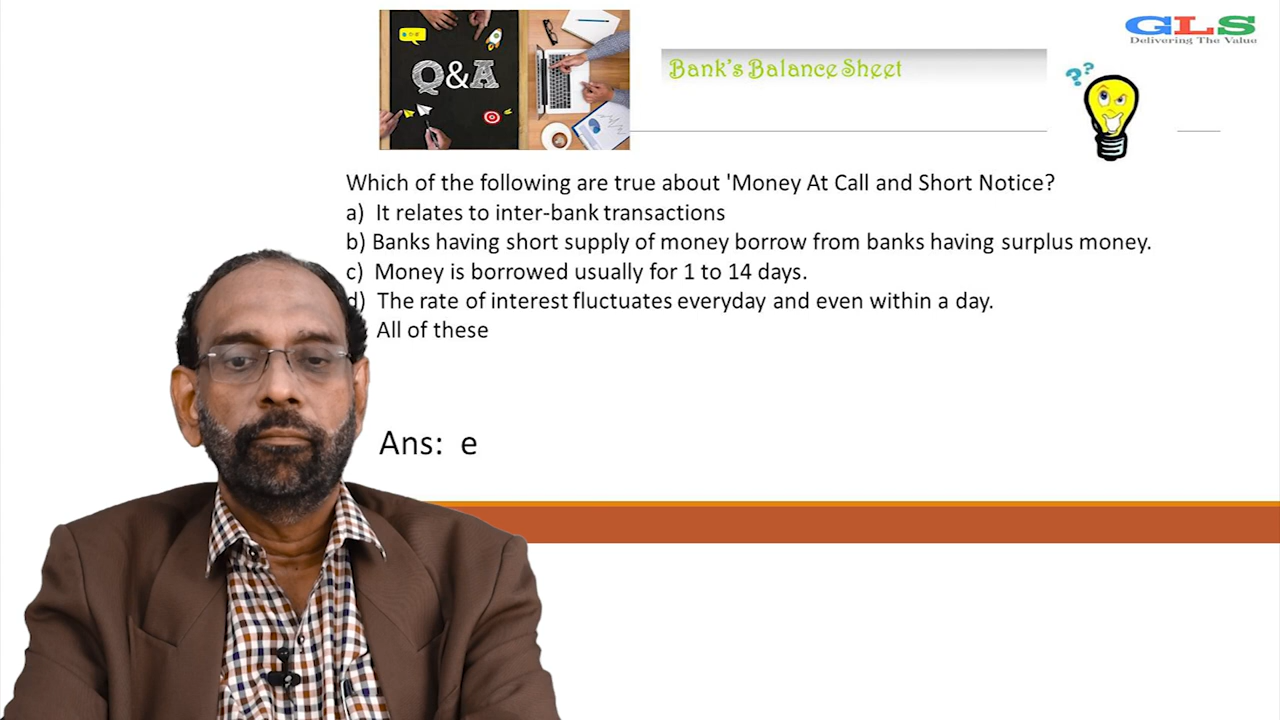 GLS
Delivering The Value
Q&A
Bank's Balance Sheet
??
Which of the following are true about 'Money At Call and Short Notice?
a) It relates to inter-bank transactions
b) Banks having short supply of money borrow from banks having surplus money.
c) Money is borrowed usually for 1 to 14 days.
d) The rate of interest fluctuates everyday and even within a day.
All of these
Ans: e